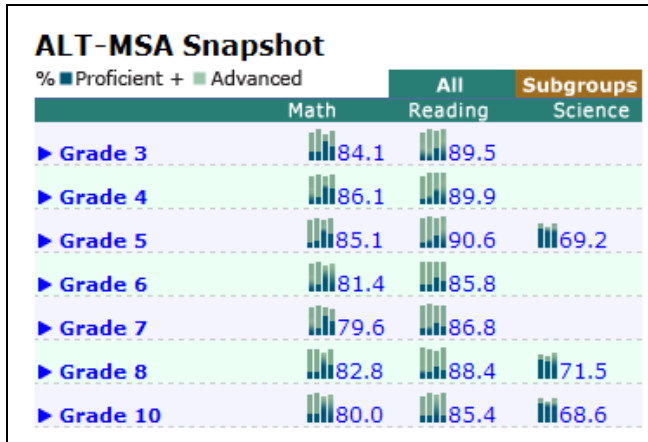 ALT-MSA Snapshot
% Proficient + Advanced
All Subgroups
Math Reading Science
Grade 3 84.1 89.5
Grade 4 86.1 89.9
Grade 5 85.1 90.6 69.2
Grade 6 81.4 85.8
Grade 7 79.6 86.8
Grade 8 82.8 88.4 71.5
Grade 10 80.0 85.4 68.6